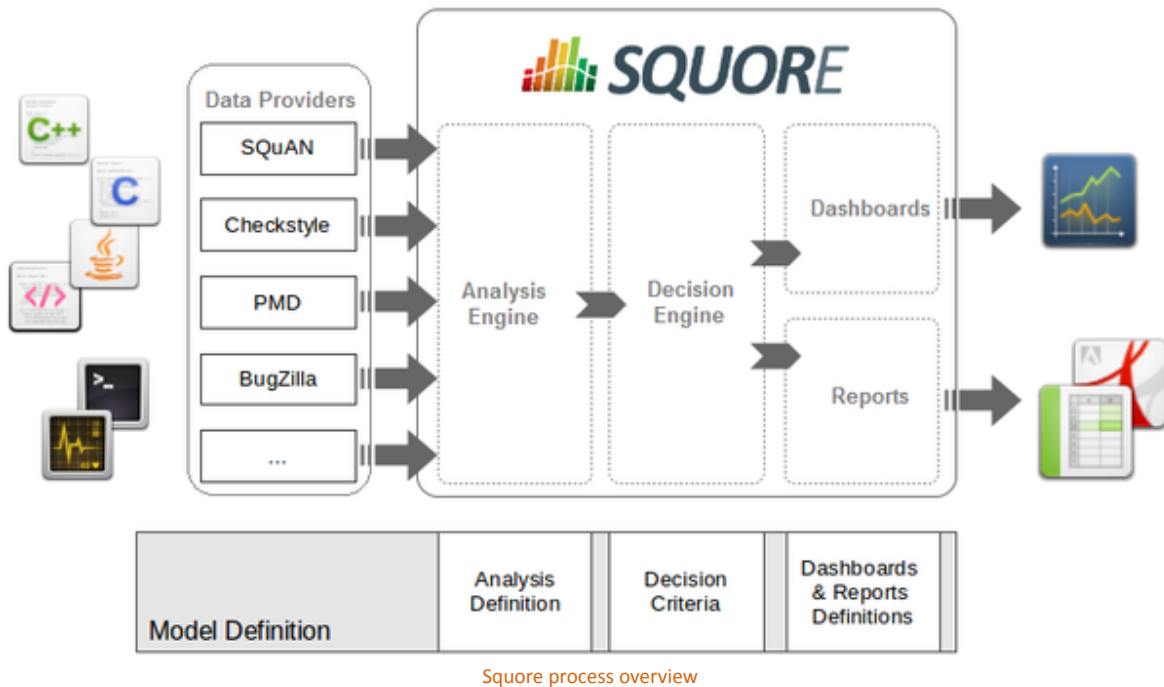 SQUORE
Data Providers
C++
SQuAN
C
Checkstyle
Dashboards
</>
PMD
Analysis
Engine
Decision
Engine
>_
BugZilla
Reports
...
Model Definition
Analysis
Definition
Decision
Criteria
Dashboards
& Reports
Definitions
Squore process overview